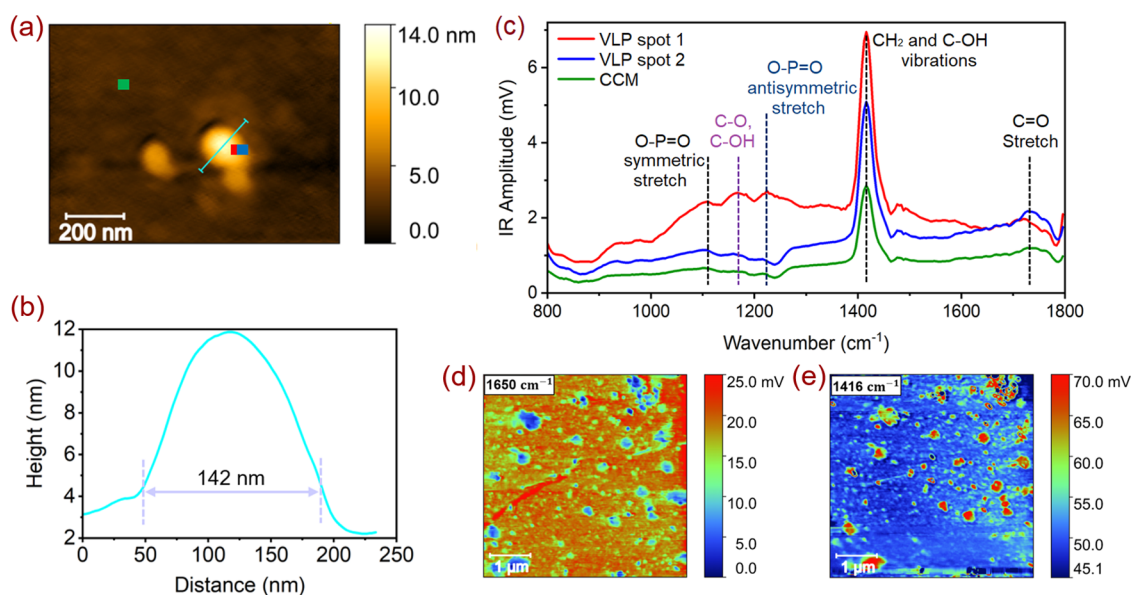 (a)
14.0 nm
10.0
5.0
0.0
200 nm
(b)
Height (nm)
12
10
8
6
4
2
142 nm
0
50
100
150
200
250
Distance (nm)
(c)
IR Amplitude (mV)
6
4
2
0
VLP spot 1
VLP spot 2
CCM
O-P=O
symmetric
stretch
C-O,
C-OH
O-P=O
antisymmetric
stretch
CH₂ and C-OH
vibrations
C=O
Stretch
800
1000
1200
1400
1600
1800
Wavenumber (cm⁻¹)
(d)
1650 cm⁻¹
1 μm
25.0 mV
20.0
15.0
10.0
5.0
0.0
(e)
1416 cm⁻¹
1 μm
70.0 mV
65.0
60.0
55.0
50.0
45.1